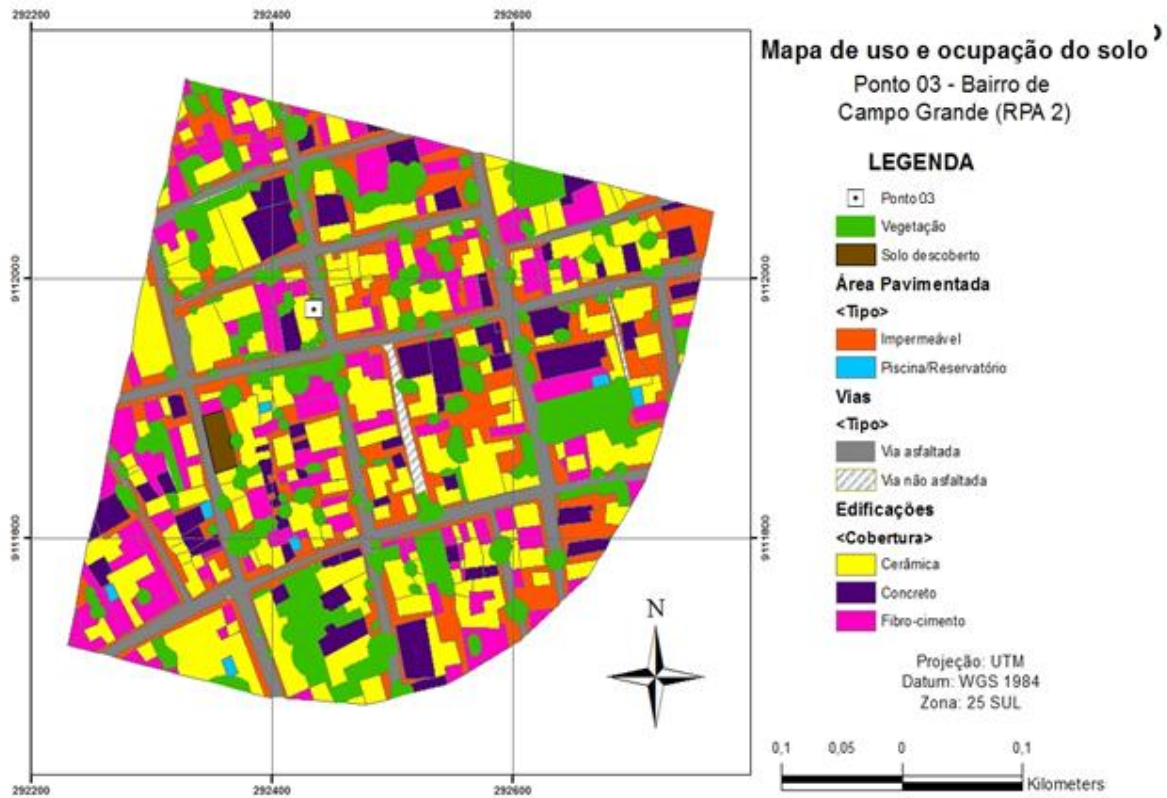 292200
292400
292600
Mapa de uso e ocupação do solo
Ponto 03 - Bairro de
Campo Grande (RPA 2)
LEGENDA
Ponto 03
Vegetação
Solo descoberto
Área Pavimentada
<Tipo>
Impermeável
Piscina/Reservatório
Vias
<Tipo>
Via asfaltada
Via não asfaltada
Edificações
<Cobertura>
Cerâmica
Concreto
Fibro-cimento
Projeção: UTM
Datum: WGS 1984
Zona: 25 SUL
0,1 0,05 0 0,1
Kilometers
N
9112000
9112000
9111800
9111800
292200
292400
292600